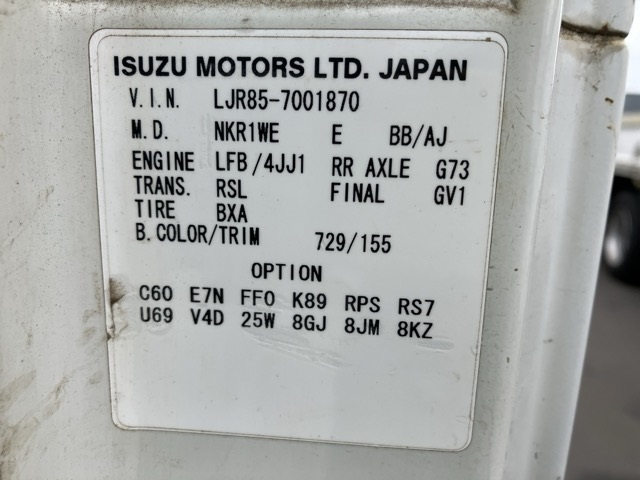 ISUZU MOTORS LTD. JAPAN
V.I.N. LJR85-7001870
M.D. NKR1WE E BB/AJ
ENGINE LFB/4JJ1 RR AXLE G73
TRANS. RSL FINAL GV1
TIRE BXA
B.COLOR/TRIM 729/155
OPTION
C60 E7N FF0 K89 RPS RS7
U69 V4D 25W 8GJ 8JM 8KZ